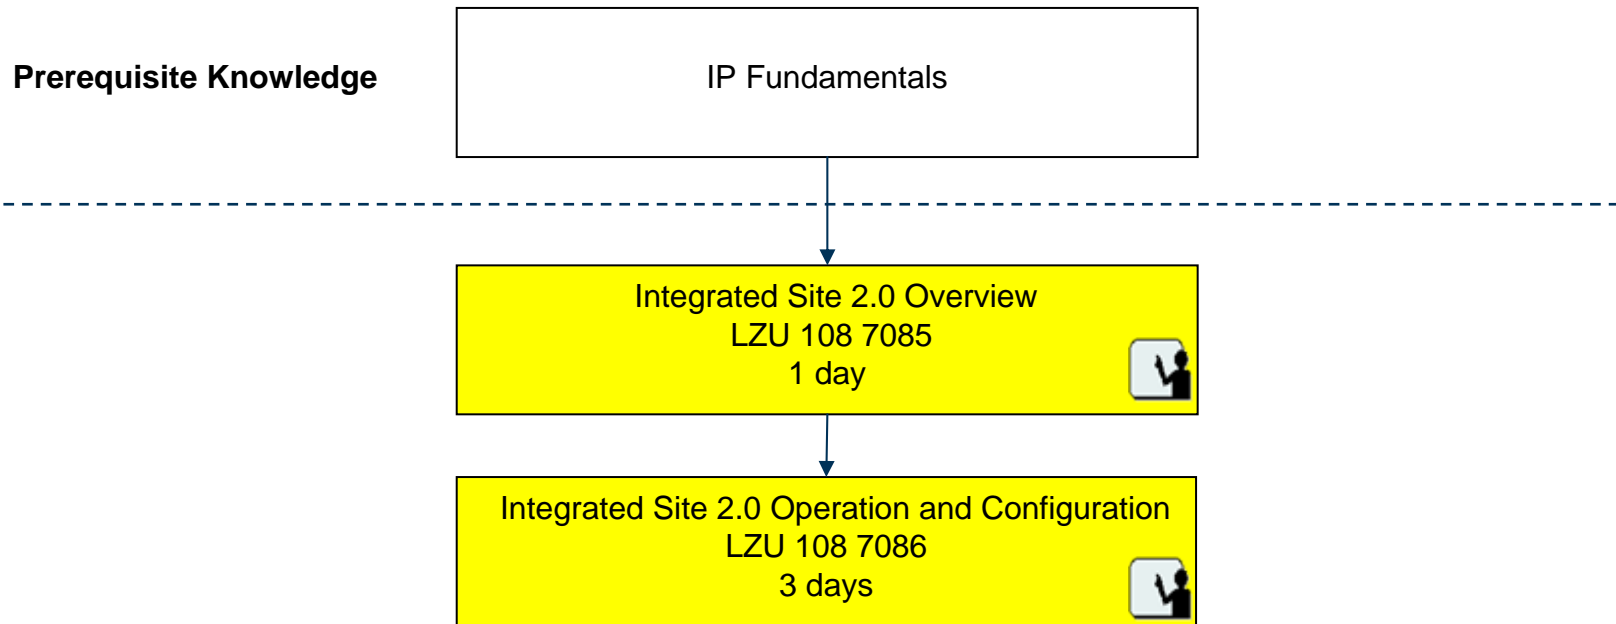 Prerequisite Knowledge
IP Fundamentals
Integrated Site 2.0 Overview
LZU 108 7085
1 day
Integrated Site 2.0 Operation and Configuration
LZU 108 7086
3 days